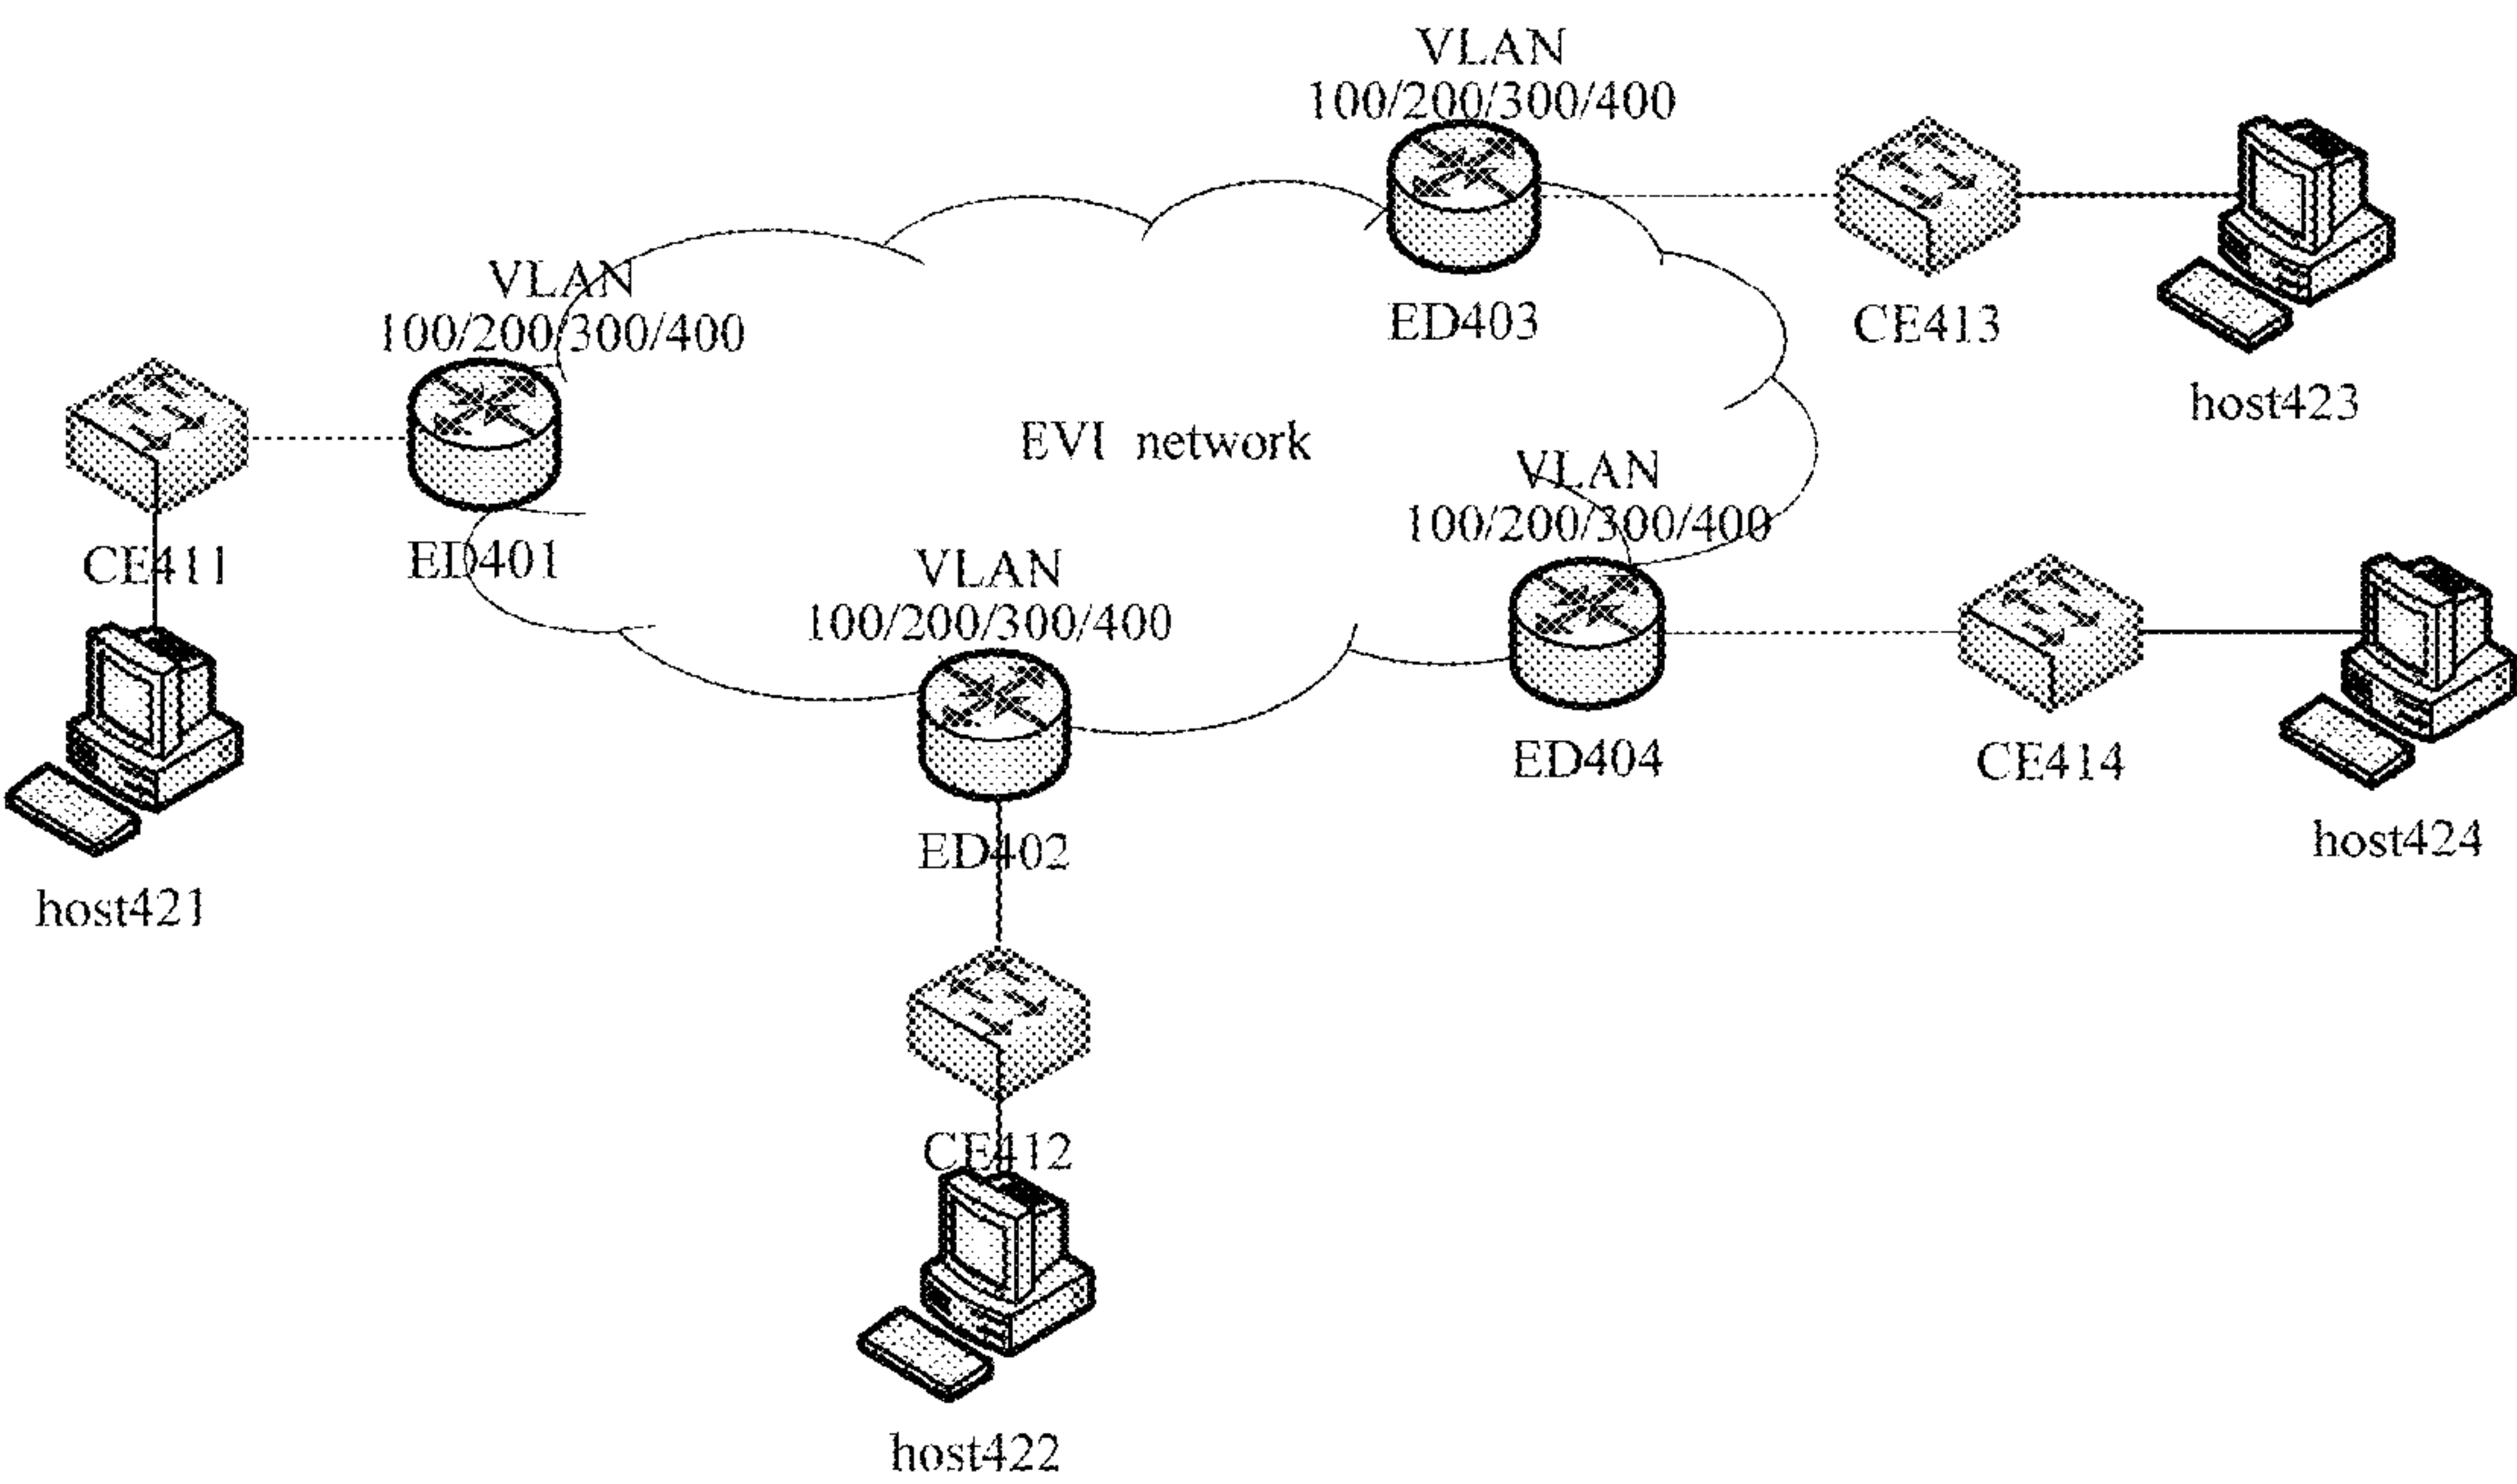 VLAN
100/200/300/400
ED403
CE413
host423
VLAN
100/200/300/400
ED401
CE411
host421
EVI network
VLAN
100/200/300/400
ED404
CE414
host424
VLAN
100/200/300/400
ED402
CE412
host422